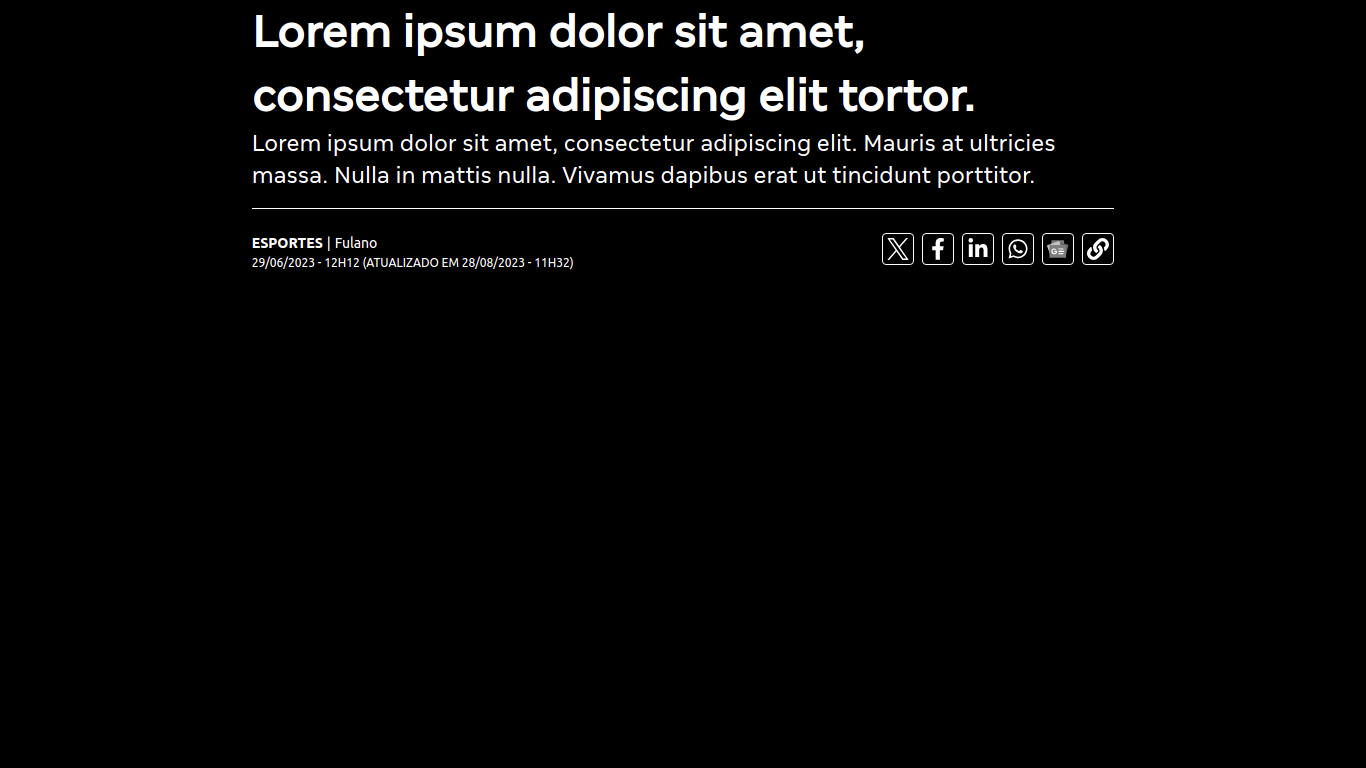 Lorem ipsum dolor sit amet,
consectetur adipiscing elit tortor.
Lorem ipsum dolor sit amet, consectetur adipiscing elit. Mauris at ultricies
massa. Nulla in mattis nulla. Vivamus dapibus erat ut tincidunt porttitor.
ESPORTES | Fulano
29/06/2023 - 12H12 (ATUALIZADO EM 28/08/2023 - 11H32)